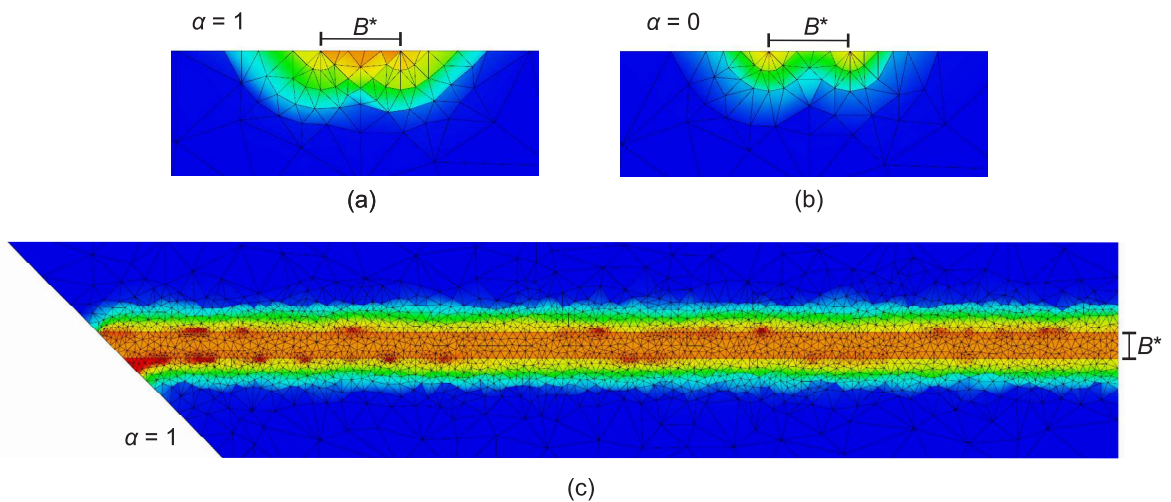 α = 1
B*
α = 0
B*
(a)
(b)
B*
α = 1
(c)